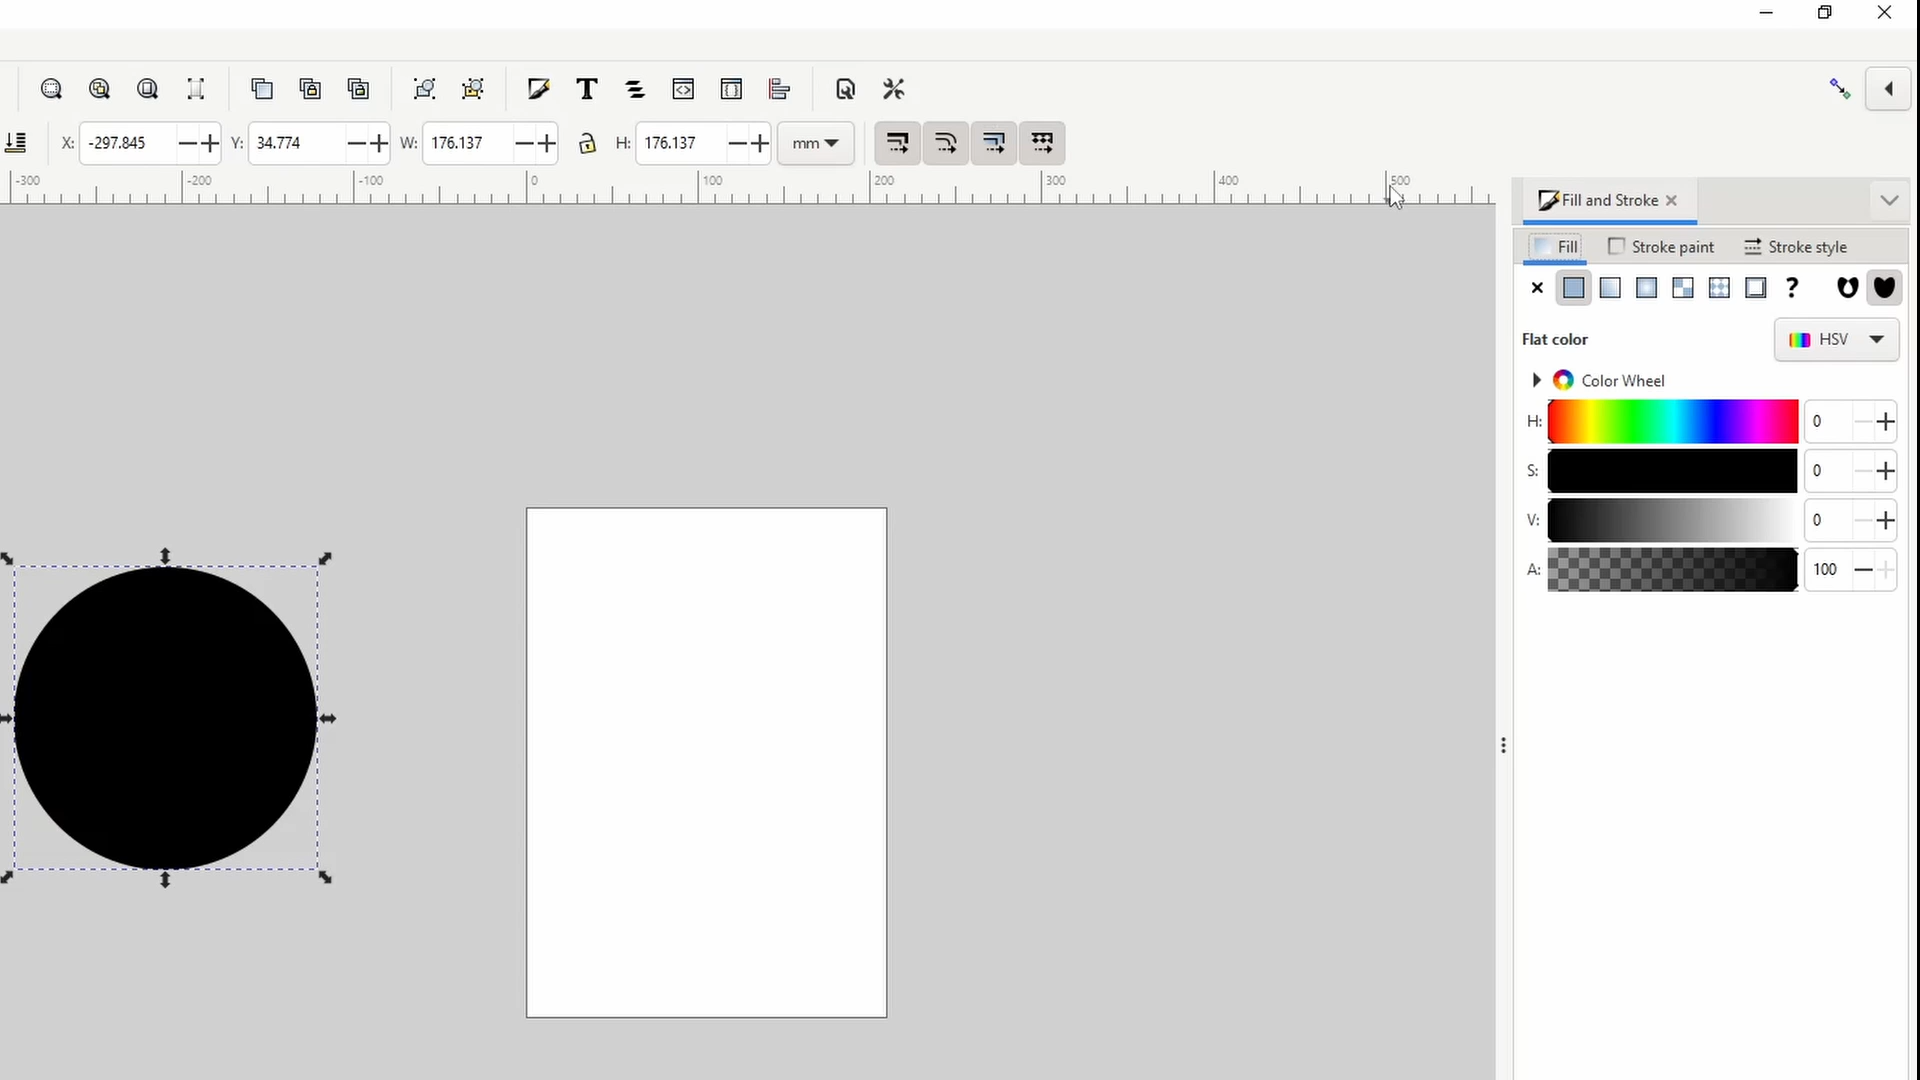 X: -297.845 Y: 34.774 W: 176.137 H: 176.137 mm
-300 -200 -100 0 100 200 300 400 500
Fill and Stroke
Fill Stroke paint Stroke style
?
Flat color HSV
Color Wheel
H: 0
S: 0
V: 0
A: 100